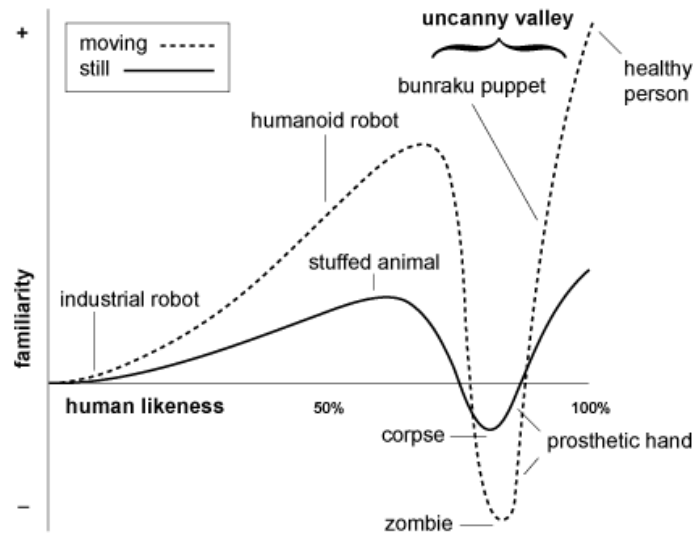 +
uncanny valley
moving
still
healthy
person
bunraku puppet
humanoid robot
stuffed animal
industrial robot
familiarity
human likeness
50%
100%
corpse
prosthetic hand
–
zombie